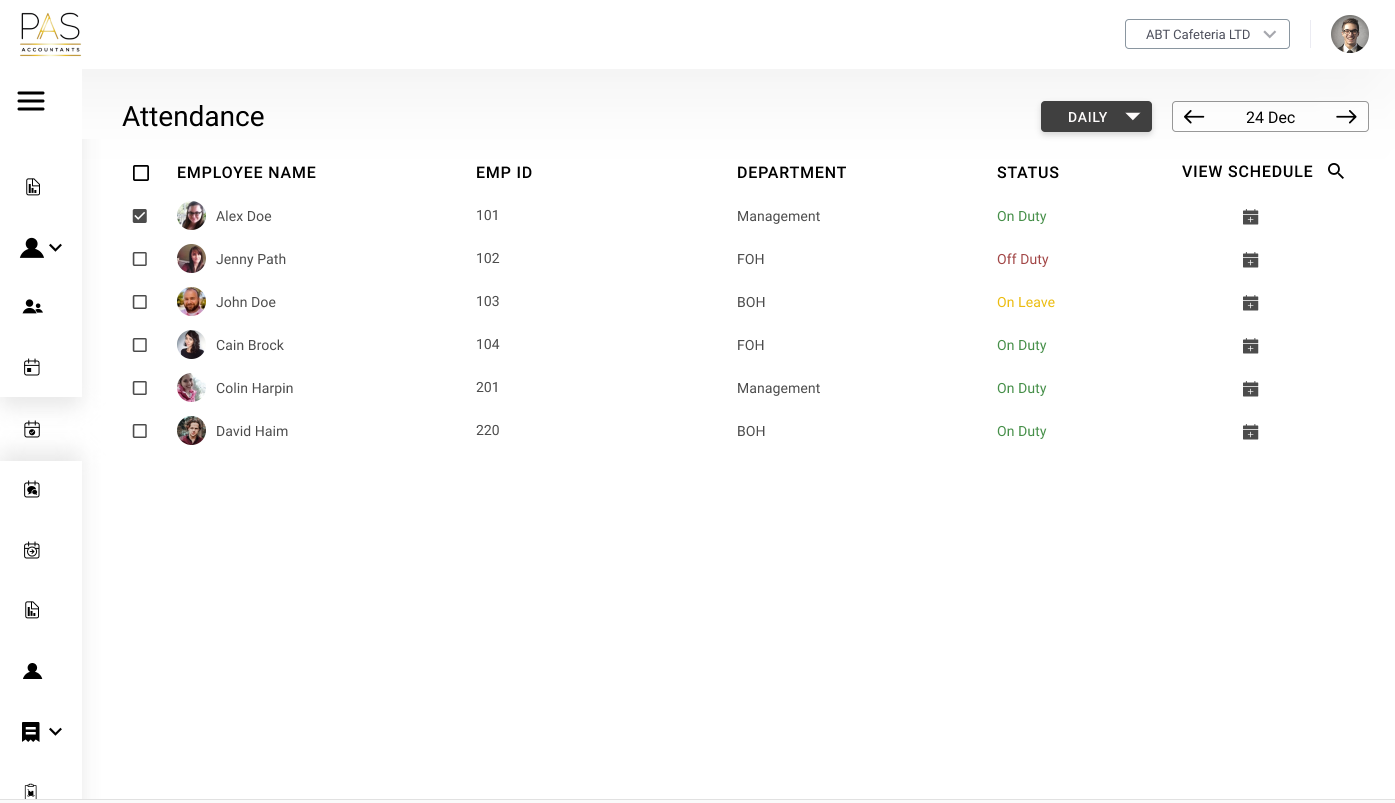 PAS
ACCOUNTANTS
ABT Cafeteria LTD
Attendance
DAILY
24 Dec
EMPLOYEE NAME EMP ID DEPARTMENT STATUS VIEW SCHEDULE
Alex Doe 101 Management On Duty
Jenny Path 102 FOH Off Duty
John Doe 103 BOH On Leave
Cain Brock 104 FOH On Duty
Colin Harpin 201 Management On Duty
David Haim 220 BOH On Duty